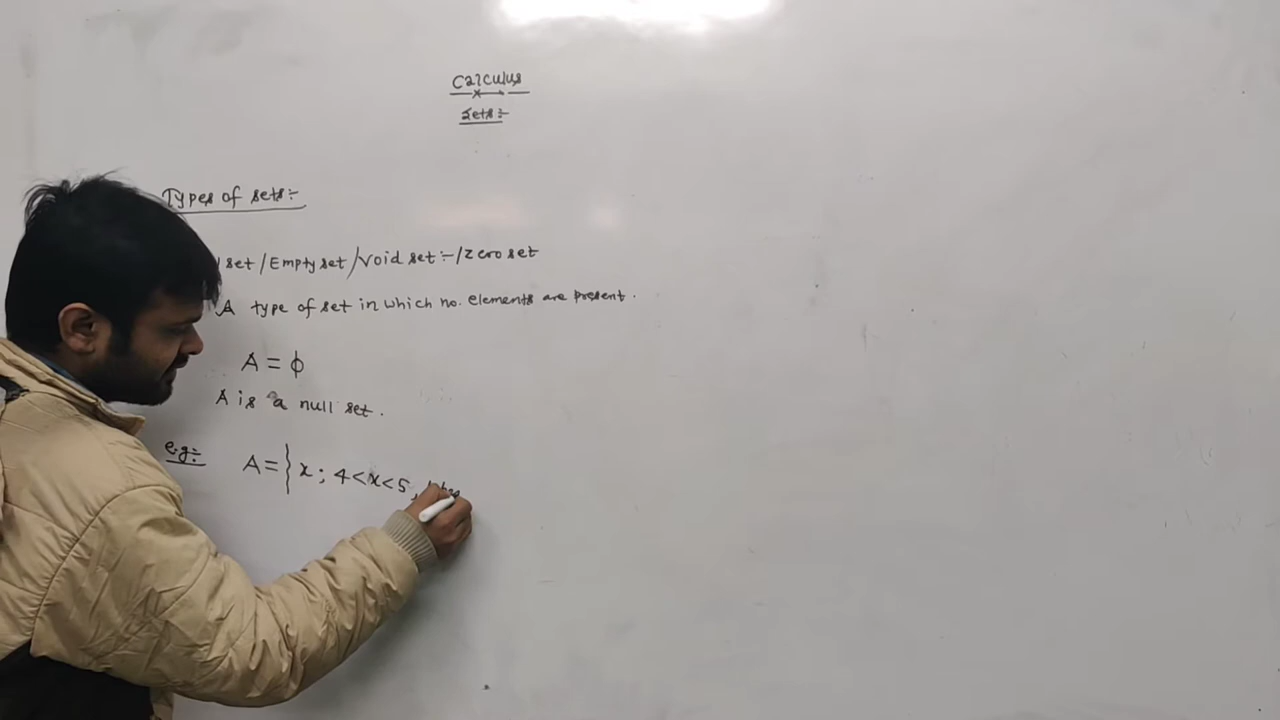 Calculus
Sets:-
Types of sets:-
set/Empty set/void set:-/zero set
A type of set in which no. elements are present.
A = ϕ
A is a null set.
e.g:- A = } x ; 4 < x < 5 ,